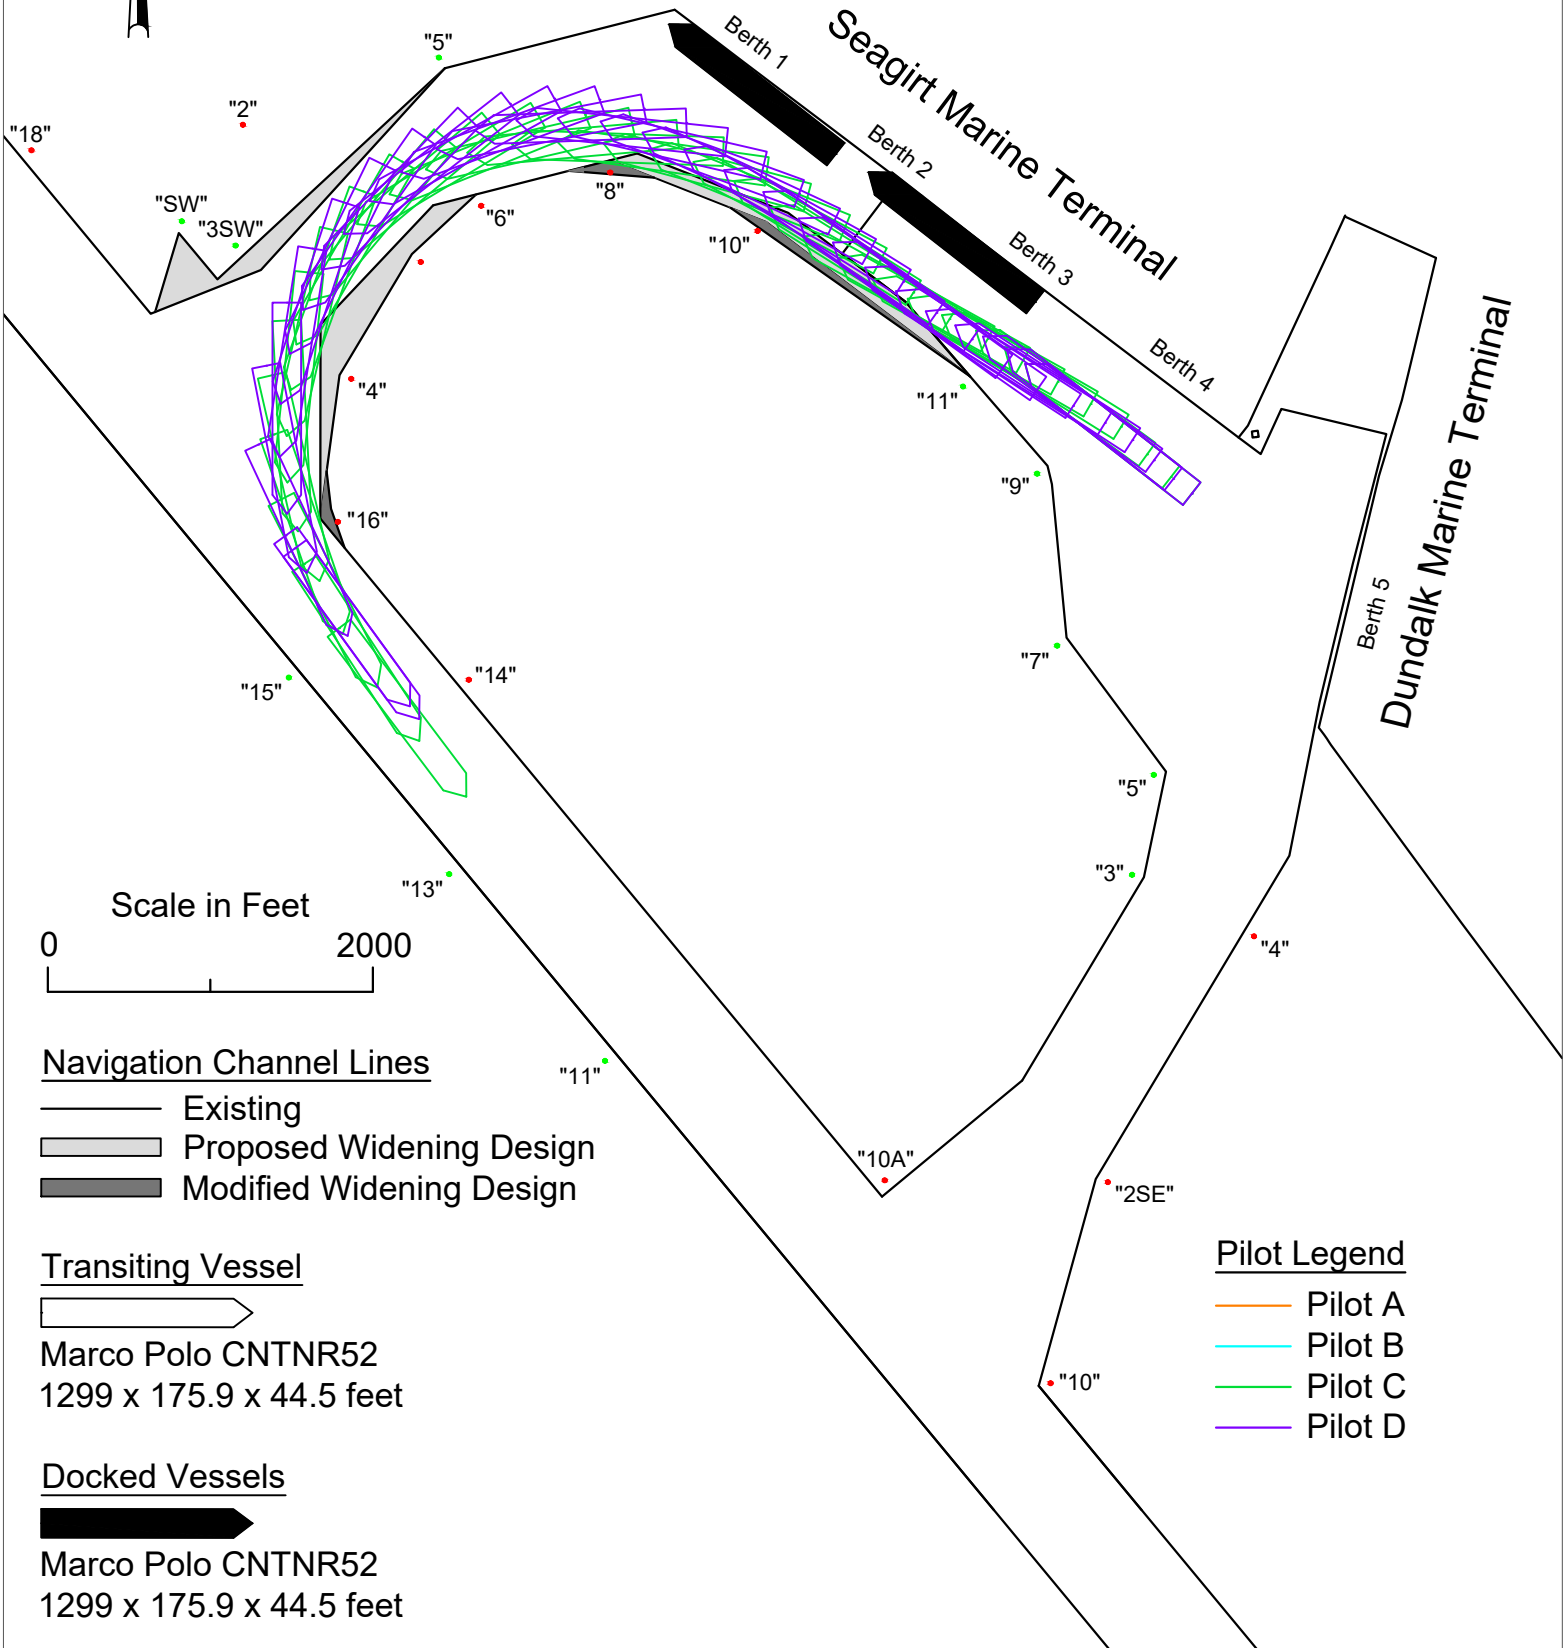 "5"
Berth 1
Seagirt Marine Terminal
"2"
"18"
Berth 2
"SW"
"3SW"
"8"
"6"
"10"
Berth 3
Berth 4
"4"
"11"
"9"
"16"
Dundalk Marine Terminal
Berth 5
"7"
"14"
"15"
"5"
"3"
"13"
Scale in Feet
0 2000
"4"
Navigation Channel Lines
"11"
Existing
Proposed Widening Design
Modified Widening Design
"10A"
"2SE"
Transiting Vessel
Marco Polo CNTNR52
1299 x 175.9 x 44.5 feet
Pilot Legend
Pilot A
Pilot B
Pilot C
Pilot D
"10"
Docked Vessels
Marco Polo CNTNR52
1299 x 175.9 x 44.5 feet